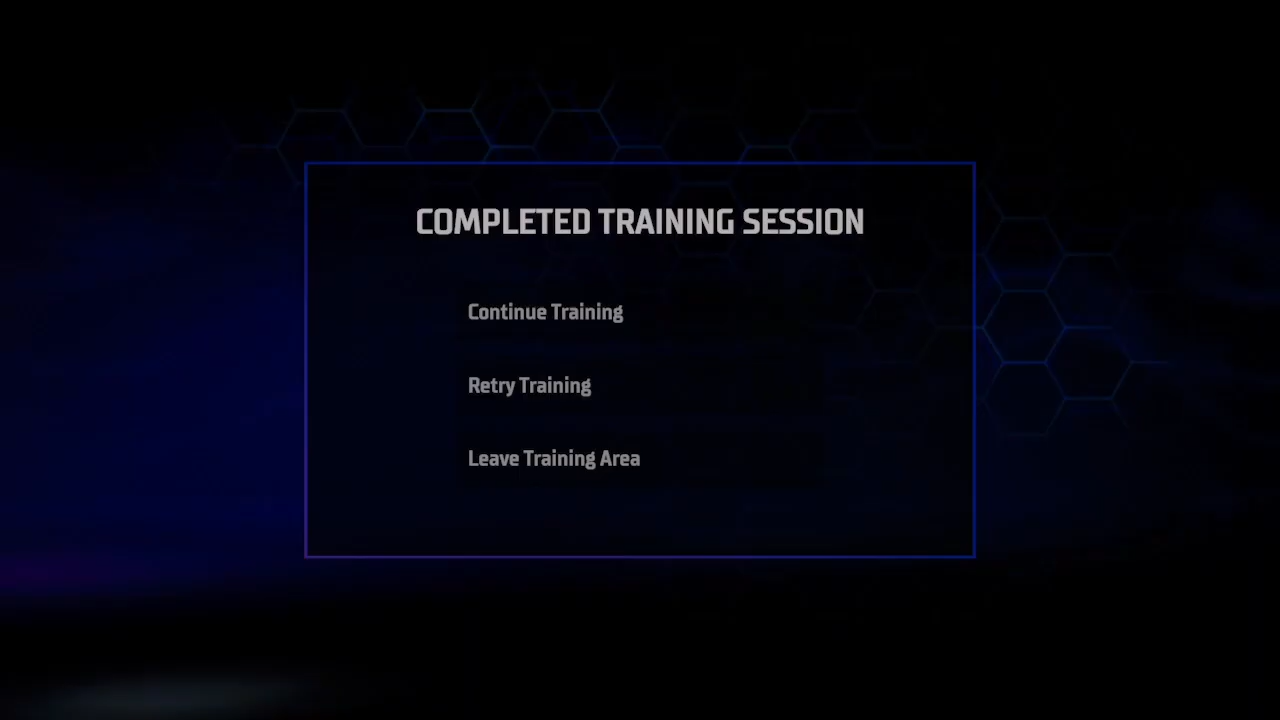 COMPLETED TRAINING SESSION
Continue Training
Retry Training
Leave Training Area